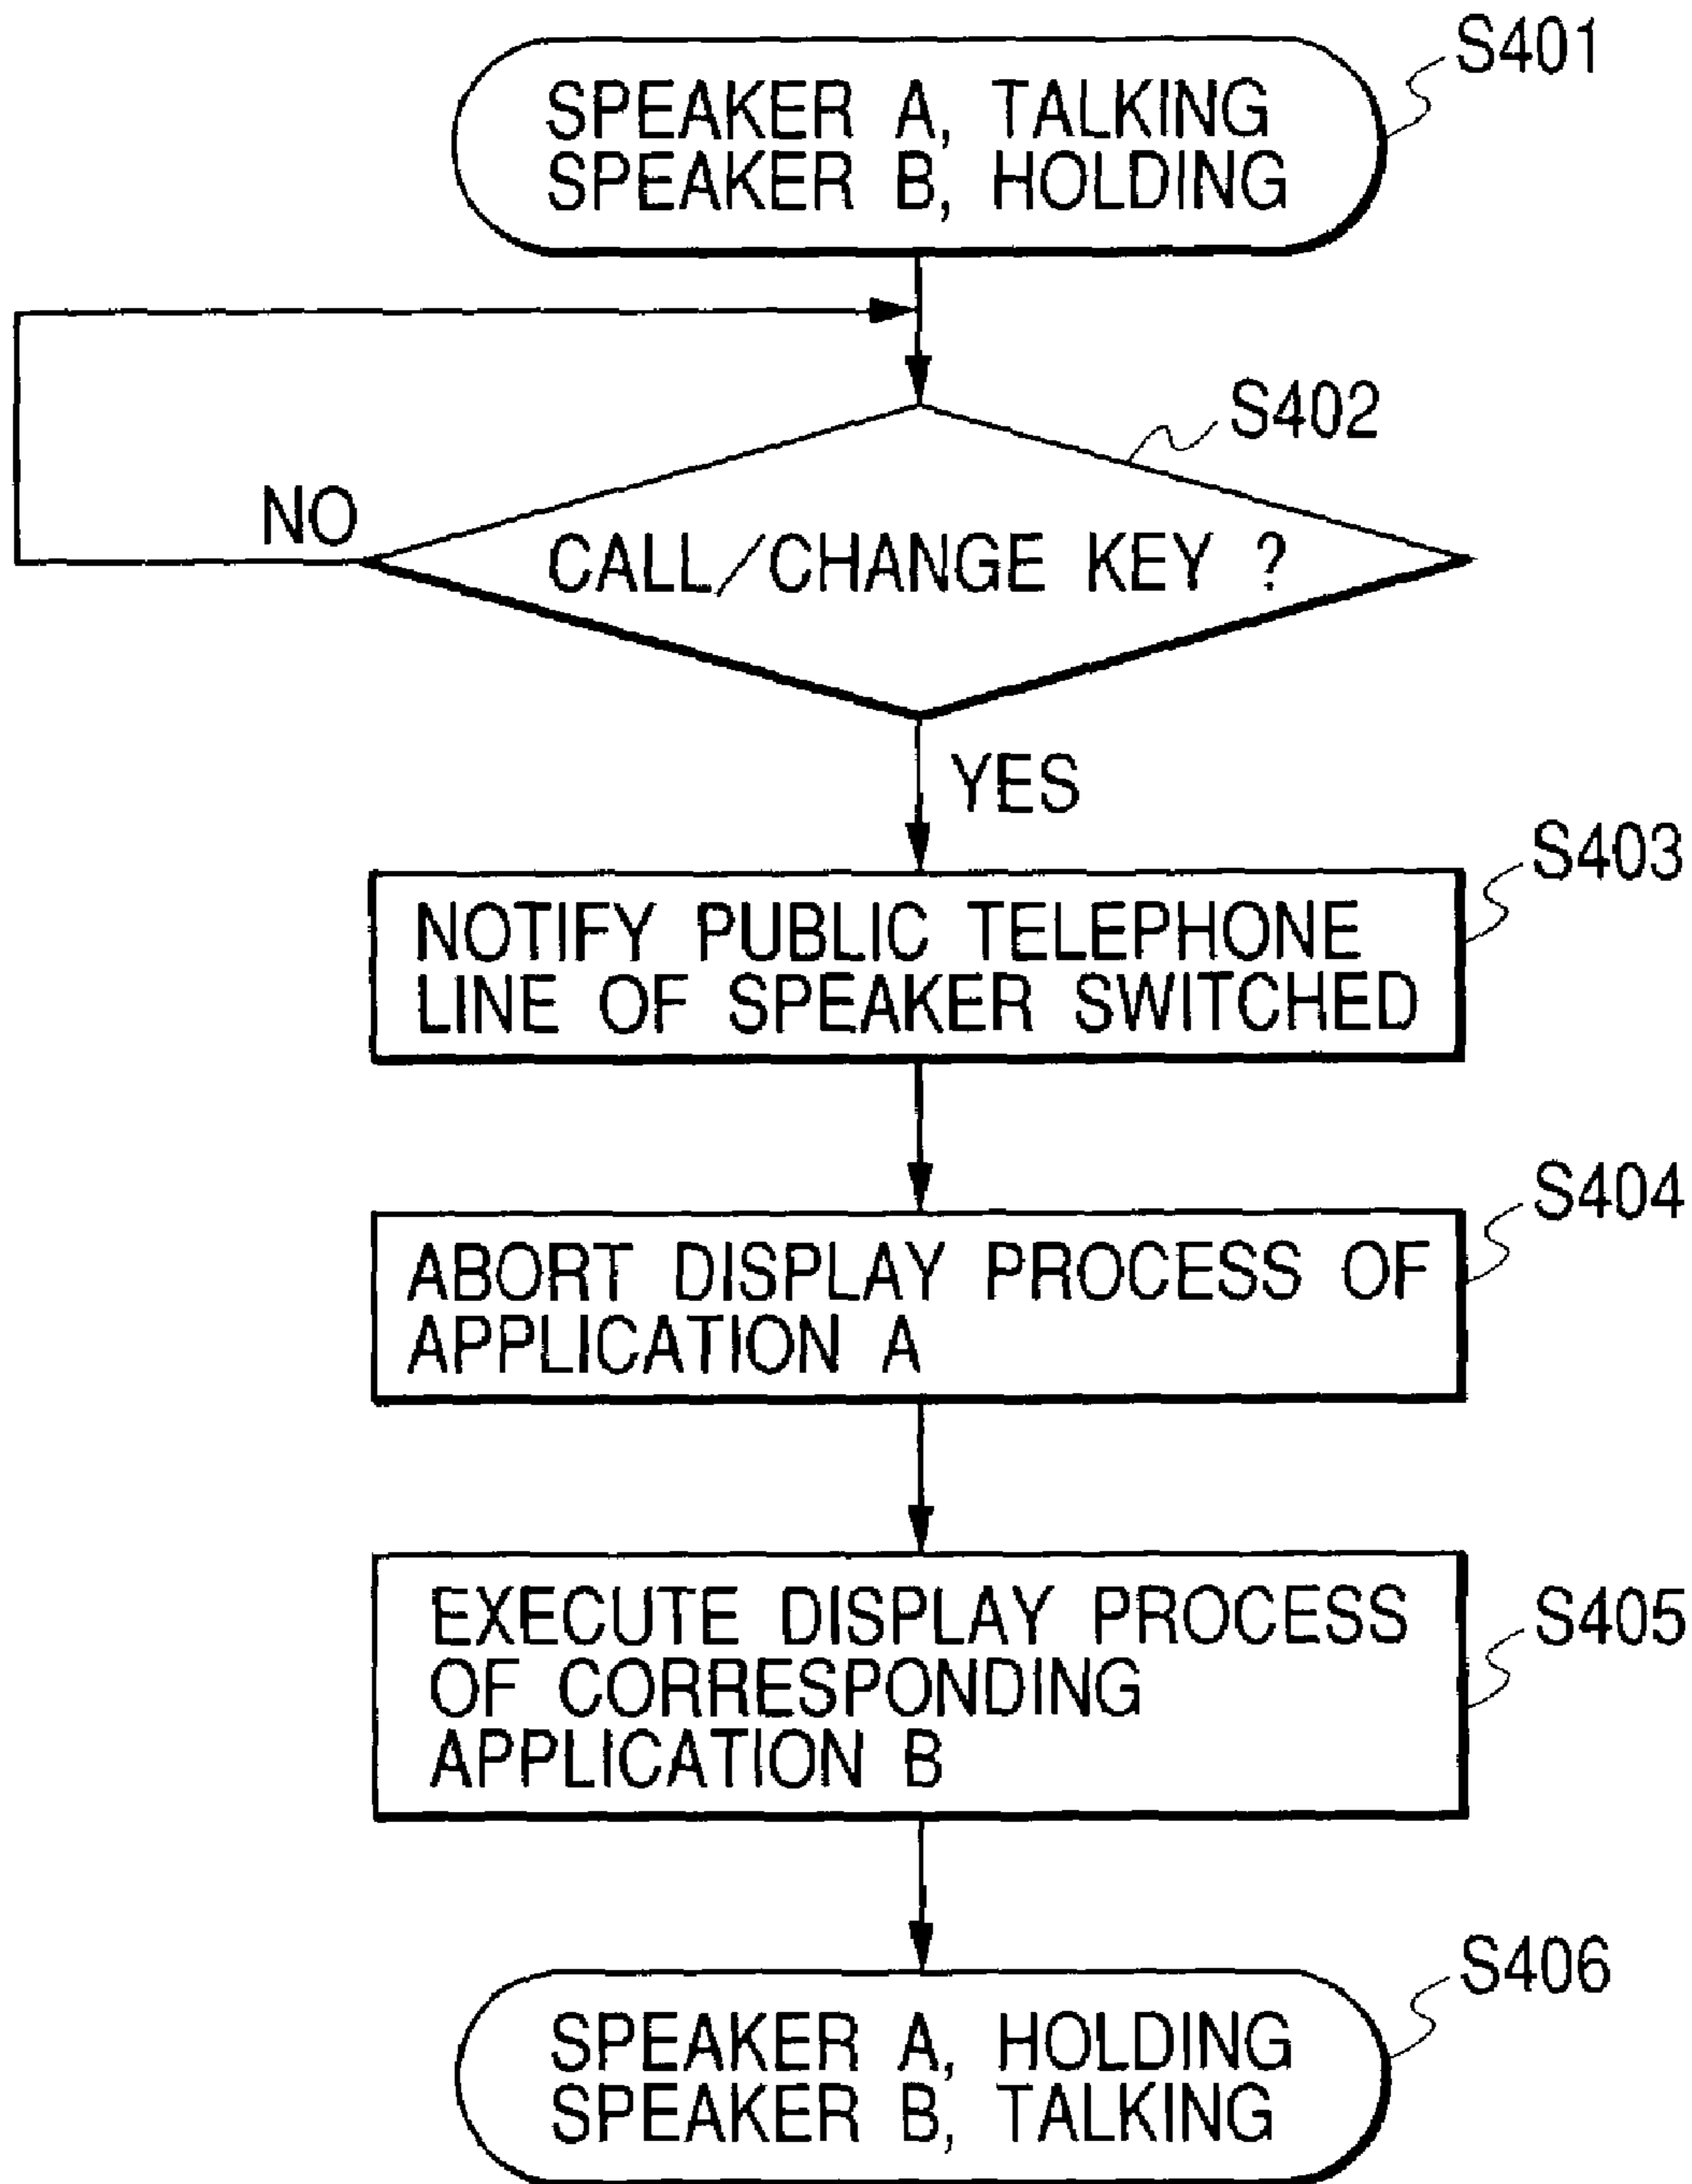 S401
SPEAKER A, TALKING
SPEAKER B, HOLDING
S402
NO
CALL/CHANGE KEY ?
YES
S403
NOTIFY PUBLIC TELEPHONE
LINE OF SPEAKER SWITCHED
S404
ABORT DISPLAY PROCESS OF
APPLICATION A
S405
EXECUTE DISPLAY PROCESS
OF CORRESPONDING
APPLICATION B
S406
SPEAKER A, HOLDING
SPEAKER B, TALKING